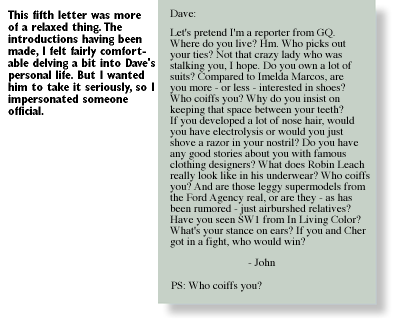 This fifth letter was more
of a relaxed thing. The
introductions having been
made, I felt fairly comfort-
able delving a bit into Dave's
personal life. But I wanted
him to take it seriously, so I
impersonated someone
official.
Dave:
Let's pretend I'm a reporter from GQ.
Where do you live? Hm. Who picks out
your ties? Not that crazy lady who was
stalking you, I hope. Do you own a lot of
suits? Compared to Imelda Marcos, are
you more - or less - interested in shoes?
Who coiffs you? Why do you insist on
keeping that space between your teeth?
If you developed a lot of nose hair, would
you have electrolysis or would you just
shove a razor in your nostril? Do you have
any good stories about you with famous
clothing designers? What does Robin Leach
really look like in his underwear? Who coiffs
you? And are those leggy supermodels from
the Ford Agency real, or are they - as has
been rumored - just airburshed relatives?
Have you seen SW1 from In Living Color?
What's your stance on ears? If you and Cher
got in a fight, who would win?
- John
PS: Who coiffs you?